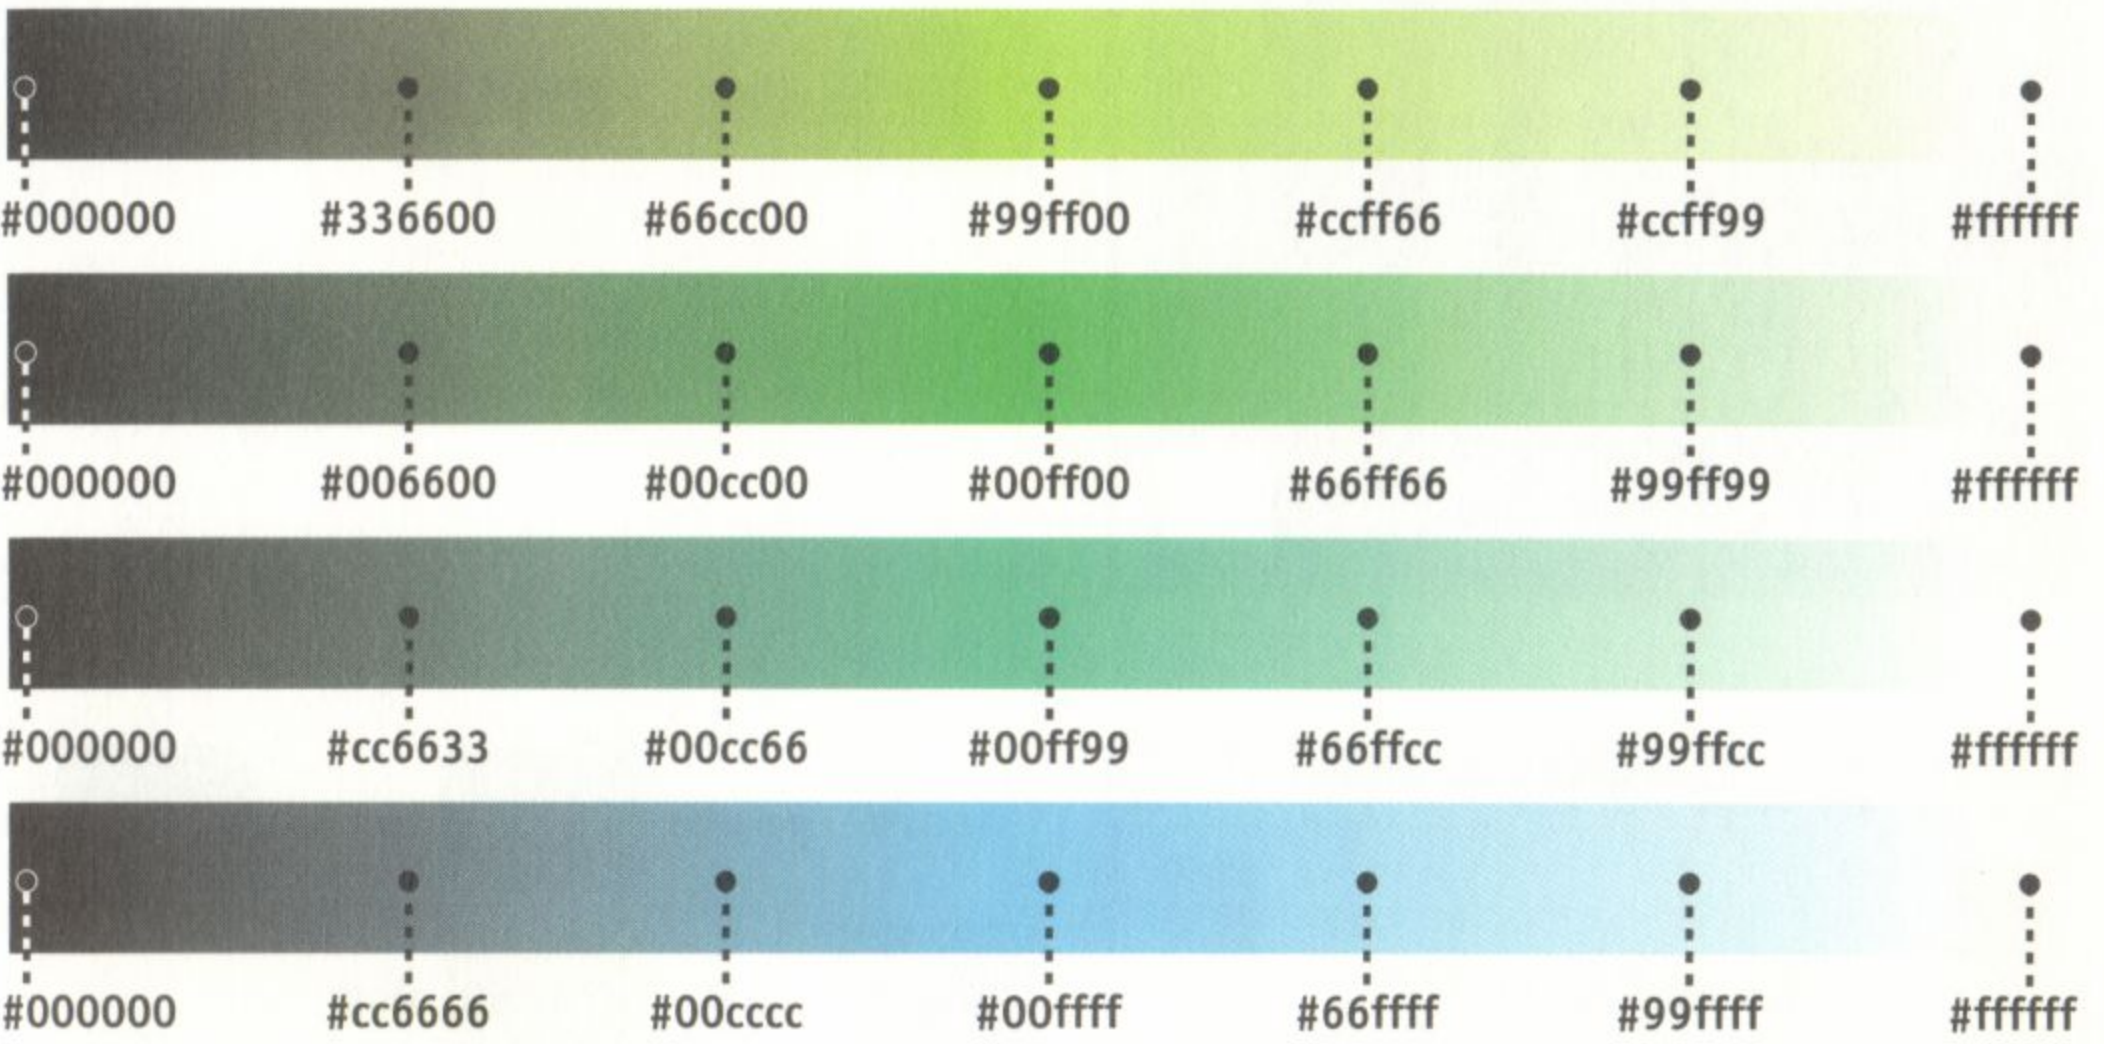 #000000 #336600 #66cc00 #99ff00 #ccff66 #ccff99 #ffffff
#000000 #006600 #00cc00 #00ff00 #66ff66 #99ff99 #ffffff
#000000 #cc6633 #00cc66 #00ff99 #66ffcc #99ffcc #ffffff
#000000 #cc6666 #00cccc #00ffff #66ffff #99ffff #ffffff